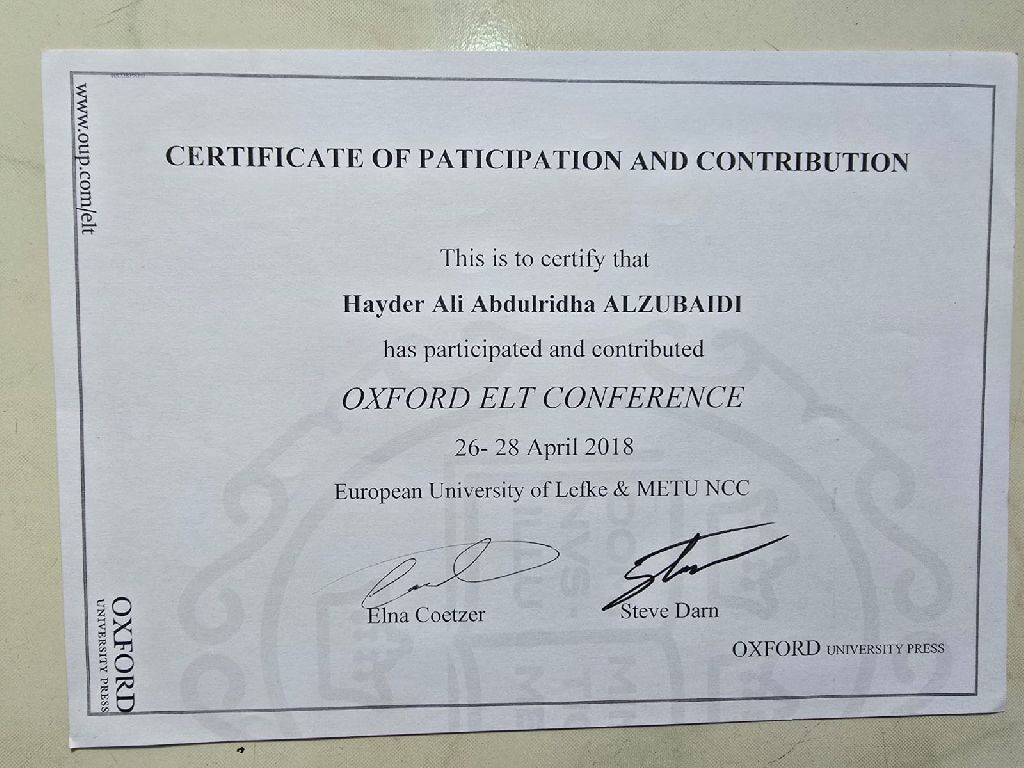 www.oup.com/elt
CERTIFICATE OF PATICIPATION AND CONTRIBUTION
This is to certify that
Hayder Ali Abdulridha ALZUBAIDI
has participated and contributed
OXFORD ELT CONFERENCE
26- 28 April 2018
European University of Lefke & METU NCC
Elna Coetzer
Steve Darn
OXFORD UNIVERSITY PRESS
OXFORD
UNIVERSITY PRESS